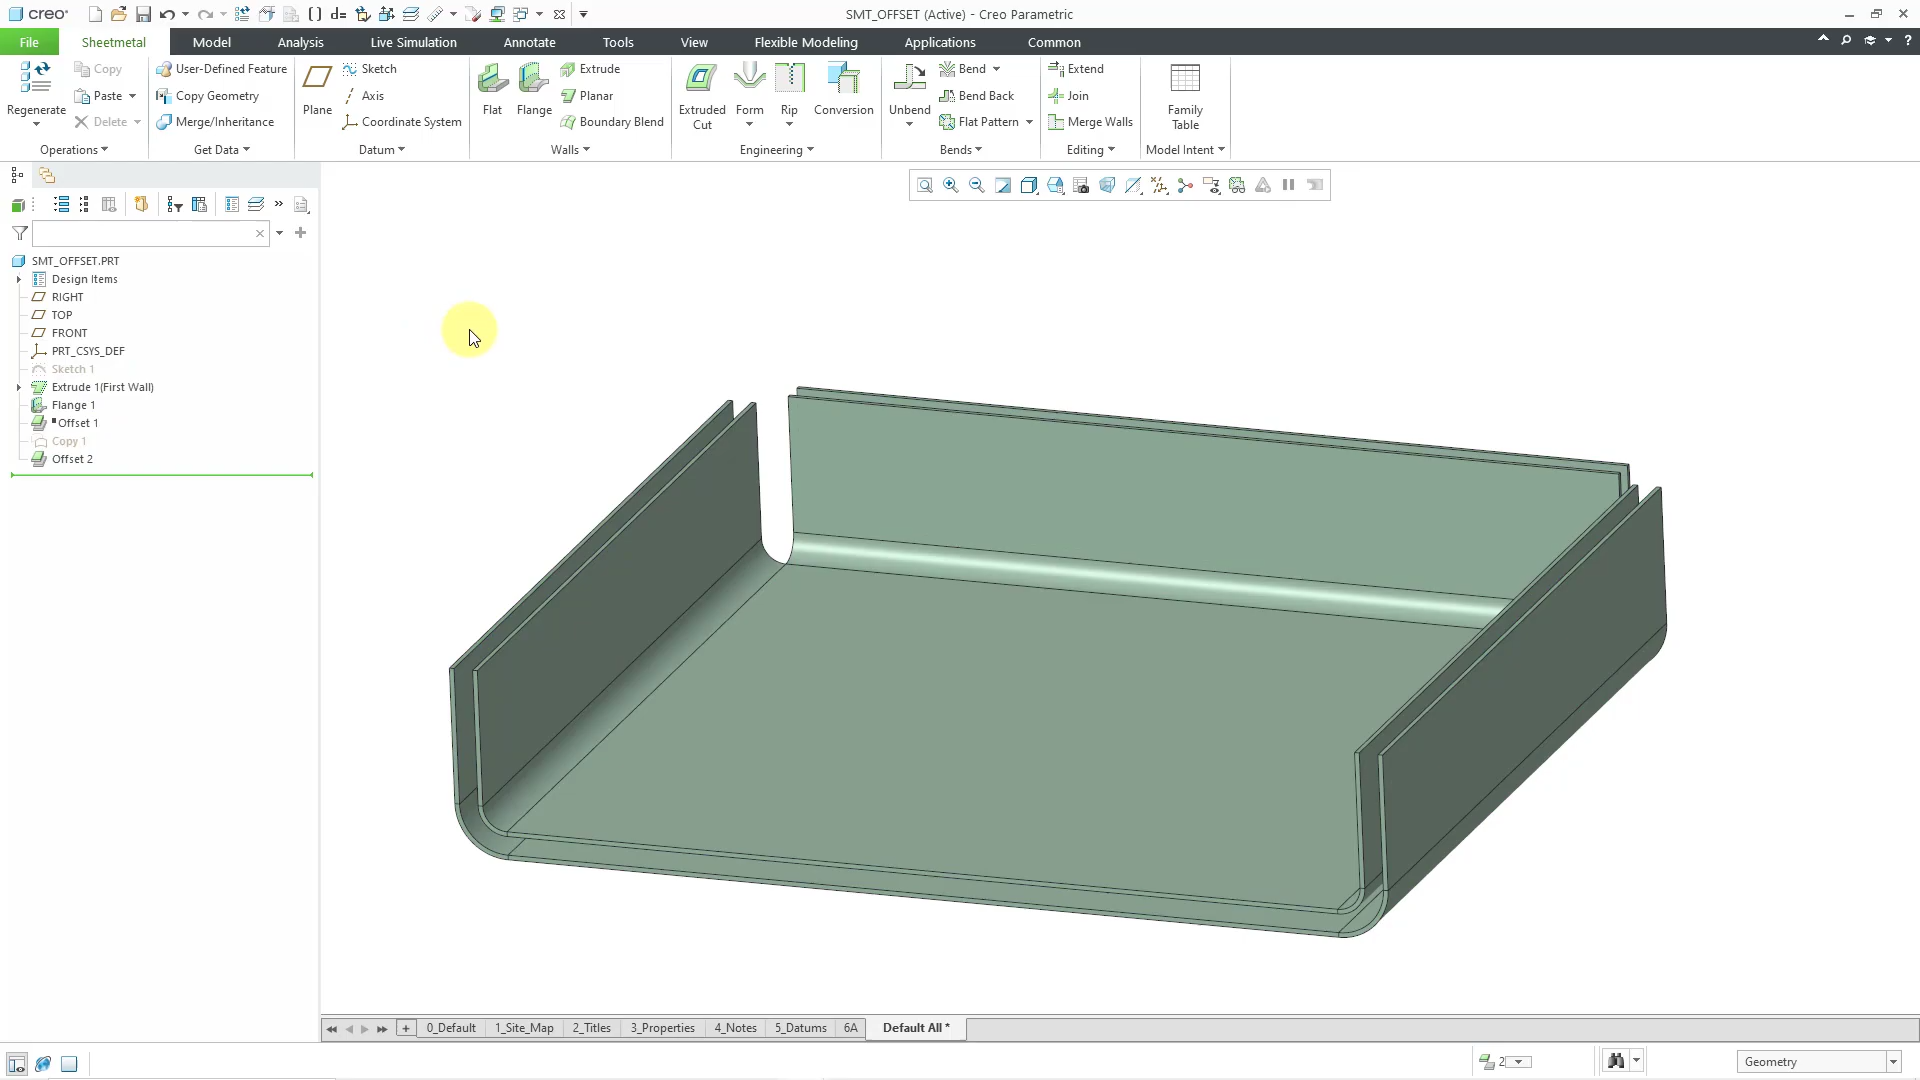 creo
SMT_OFFSET (Active) - Creo Parametric
File Sheetmetal Model Analysis Live Simulation Annotate Tools View Flexible Modeling Applications Common
Regenerate
Copy
Paste
Delete
Operations
User-Defined Feature
Copy Geometry
Merge/Inheritance
Get Data
Plane
Sketch
Axis
Coordinate System
Datum
Flat
Flange
Extrude
Planar
Boundary Blend
Walls
Extruded
Cut
Form
Rip
Conversion
Engineering
Unbend
Bend
Bend Back
Flat Pattern
Bends
Extend
Join
Merge Walls
Editing
Family
Table
Model Intent
SMT_OFFSET.PRT
Design Items
RIGHT
TOP
FRONT
PRT_CSYS_DEF
Sketch 1
Extrude 1(First Wall)
Flange 1
Offset 1
Copy 1
Offset 2
0_Default 1_Site_Map 2_Titles 3_Properties 4_Notes 5_Datums 6A Default All *
2
Geometry